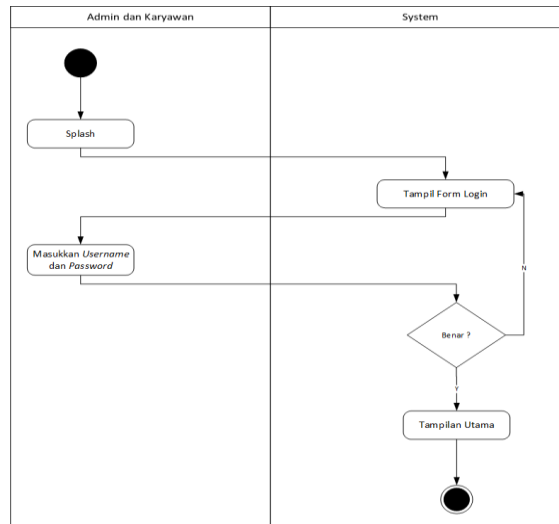 Admin dan Karyawan
System
Splash
Tampil Form Login
Masukkan Username
dan Password
N
Benar ?
Y
Tampilan Utama